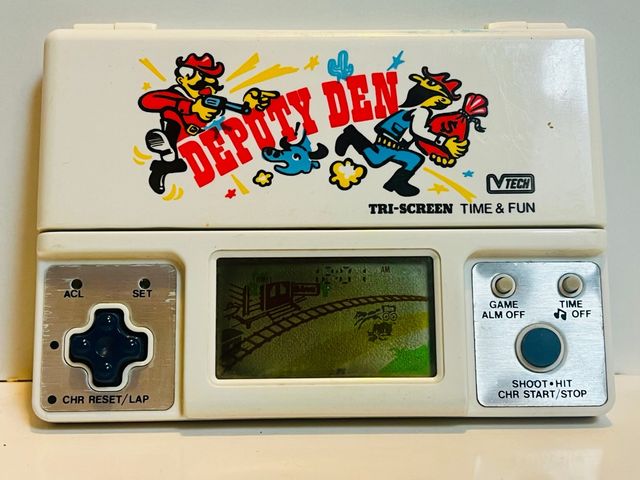 DEPUTY DEN
$
VTECH
TRI-SCREEN TIME & FUN
ACL SET
AM
GAME TIME
ALM OFF ♫ OFF
CHR RESET/LAP
SHOOT•HIT
CHR START/STOP